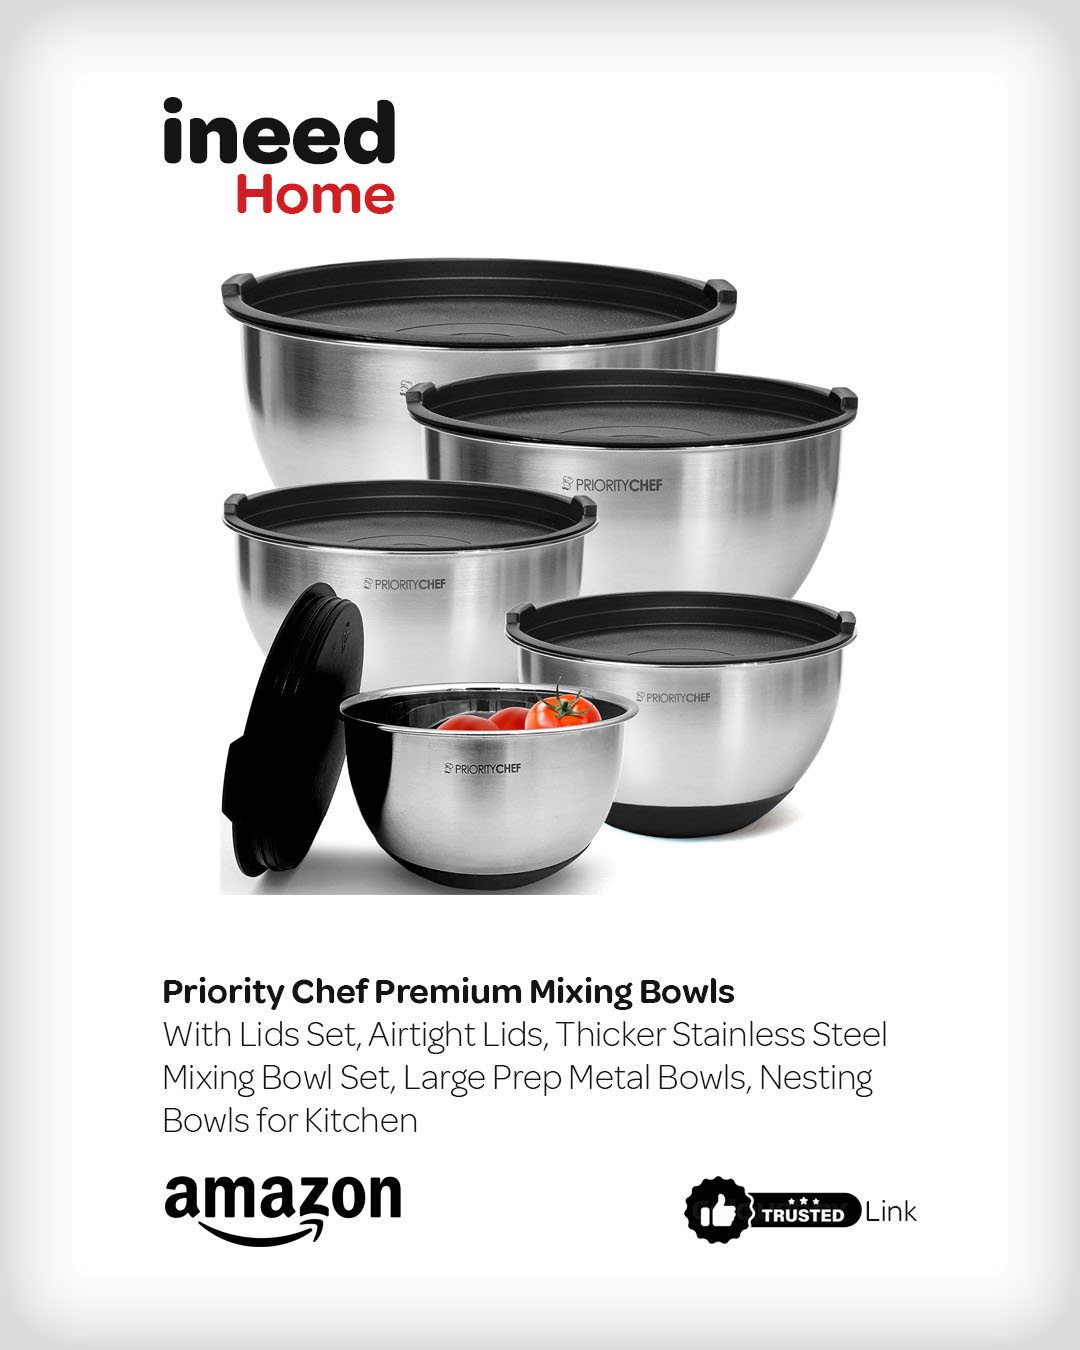 ineed
Home
PRIORITYCHEF
PRIORITYCHEF
PRIORITYCHEF
PRIORITYCHEF
Priority Chef Premium Mixing Bowls
With Lids Set, Airtight Lids, Thicker Stainless Steel
Mixing Bowl Set, Large Prep Metal Bowls, Nesting
Bowls for Kitchen
amazon
TRUSTED Link